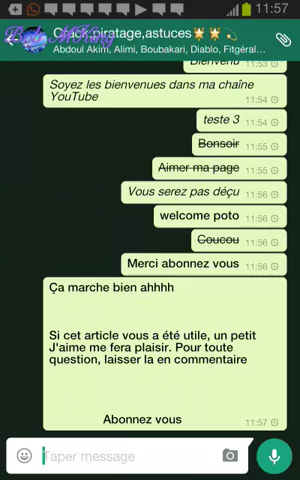 11:57
Crack,piratage,astuces🌟🌟💫
Abdoul Akim, Alimi, Boubakari, Diablo, Fitgéral…
Bienvenu 11:53
Soyez les bienvenues dans ma chaîne
YouTube 11:54
teste 3 11:54
Bonsoir 11:55
Aimer ma page 11:55
Vous serez pas déçu 11:56
welcome poto 11:56
Coucou 11:56
Merci abonnez vous 11:56
Ça marche bien ahhhh
Si cet article vous a été utile, un petit
J'aime me fera plaisir. Pour toute
question, laisser la en commentaire
Abonnez vous 11:57
Taper message